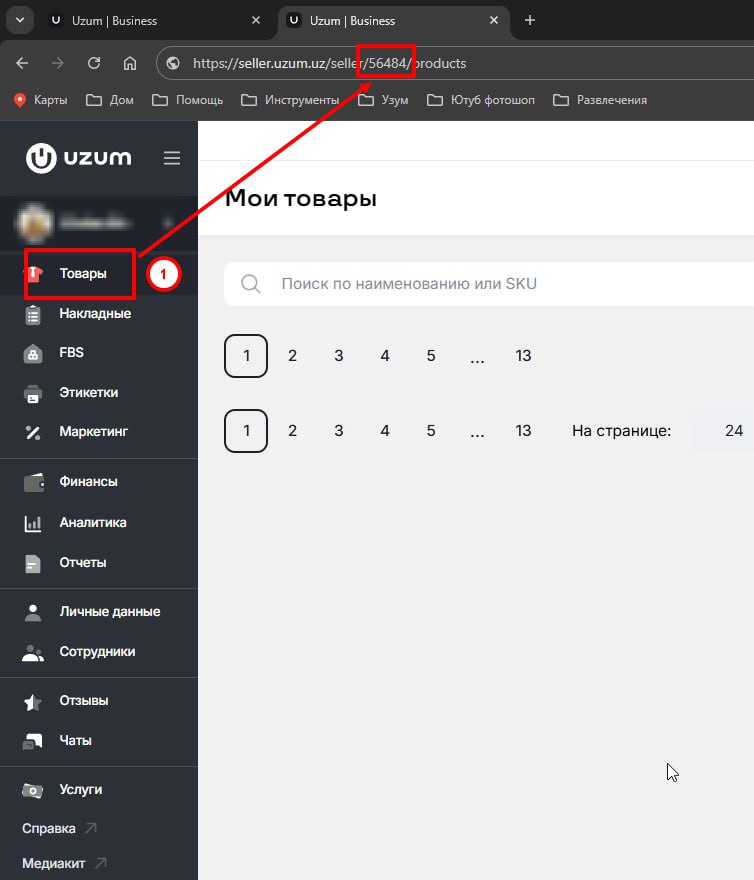 Uzum | Business
Uzum | Business
https://seller.uzum.uz/seller/56484/products
Карты
Дом
Помощь
Инструменты
Узум
Ютуб фотошоп
Развлечения
uzum
Мои товары
Товары
1
Поиск по наименованию или SKU
Накладные
FBS
1 2 3 4 5 ... 13
Этикетки
Маркетинг
1 2 3 4 5 ... 13 На странице: 24
Финансы
Аналитика
Отчеты
Личные данные
Сотрудники
Отзывы
Чаты
Услуги
Справка
Медиакит